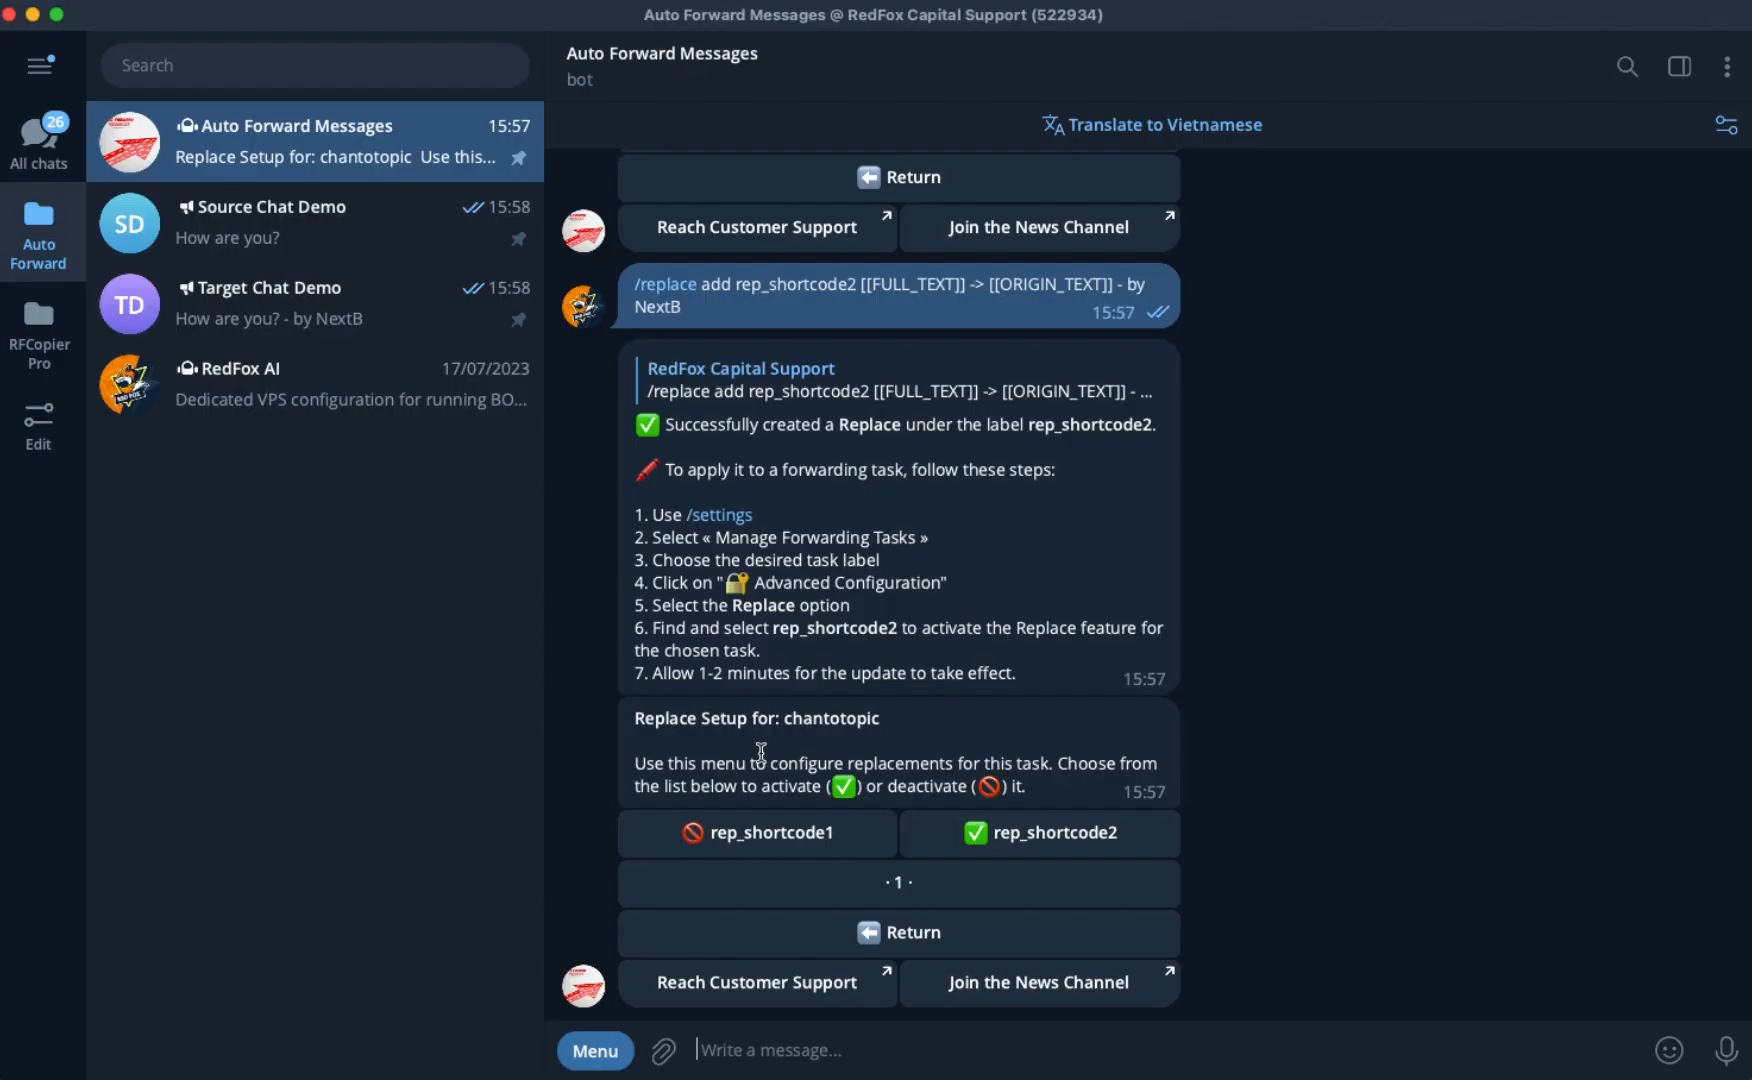 Auto Forward Messages @ RedFox Capital Support (522934)
Search
26
All chats
Auto
Forward
RFCopier
Pro
Edit
Auto Forward Messages 15:57
Replace Setup for: chantotopic Use this...
SD
Source Chat Demo 15:58
How are you?
TD
Target Chat Demo 15:58
How are you? - by NextB
RedFox AI 17/07/2023
Dedicated VPS configuration for running BO...
Auto Forward Messages
bot
Translate to Vietnamese
Return
Reach Customer Support Join the News Channel
/replace add rep_shortcode2 [[FULL_TEXT]] -> [[ORIGIN_TEXT]] - by
NextB 15:57
RedFox Capital Support
/replace add rep_shortcode2 [[FULL_TEXT]] -> [[ORIGIN_TEXT]] - ...
✅ Successfully created a Replace under the label rep_shortcode2.
🖍️ To apply it to a forwarding task, follow these steps:
1. Use /settings
2. Select « Manage Forwarding Tasks »
3. Choose the desired task label
4. Click on "🔐 Advanced Configuration"
5. Select the Replace option
6. Find and select rep_shortcode2 to activate the Replace feature for
the chosen task.
7. Allow 1-2 minutes for the update to take effect. 15:57
Replace Setup for: chantotopic
Use this menu to configure replacements for this task. Choose from
the list below to activate (✅) or deactivate (🚫) it. 15:57
🚫 rep_shortcode1 ✅ rep_shortcode2
· 1 ·
⬅️ Return
Reach Customer Support Join the News Channel
Menu Write a message...